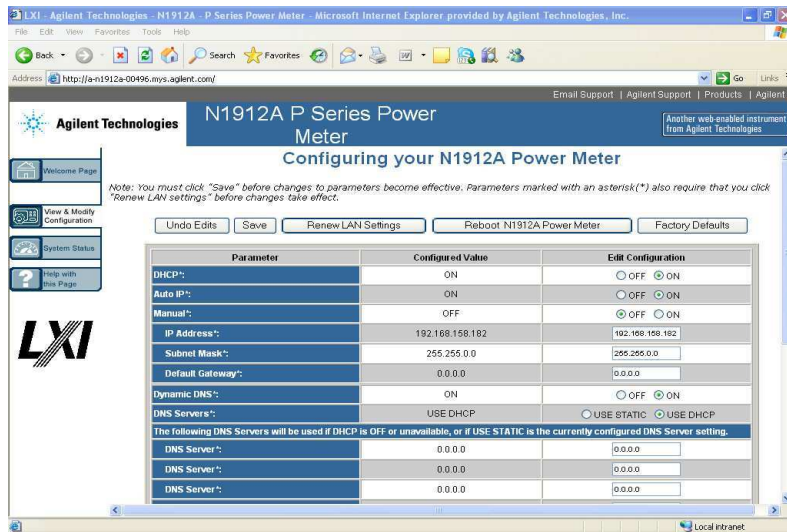 LXI - Agilent Technologies - N1912A - P Series Power Meter - Microsoft Internet Explorer provided by Agilent Technologies, Inc.
File Edit View Favorites Tools Help
Back Search Favorites
Address http://a-n1912a-00496.mys.agilent.com/ Go Links
Email Support | Agilent Support | Products | Agilent
Agilent Technologies
N1912A P Series Power Meter
Another web-enabled instrument
from Agilent Technologies
Welcome Page
View & Modify
Configuration
System Status
Help with
this Page
LXI
Configuring your N1912A Power Meter
Note: You must click "Save" before changes to parameters become effective. Parameters marked with an asterisk(*) also require that you click
"Renew LAN settings" before changes take effect.
Undo Edits Save Renew LAN Settings Reboot N1912A Power Meter Factory Defaults
Parameter Configured Value Edit Configuration
DHCP*: ON OFF ON
Auto IP*: ON OFF ON
Manual*: OFF OFF ON
IP Address*: 192.168.158.182 192.168.158.182
Subnet Mask*: 255.255.0.0 255.255.0.0
Default Gateway*: 0.0.0.0 0.0.0.0
Dynamic DNS*: ON OFF ON
DNS Servers*: USE DHCP USE STATIC USE DHCP
The following DNS Servers will be used if DHCP is OFF or unavailable, or if USE STATIC is the currently configured DNS Server setting.
DNS Server*: 0.0.0.0 0.0.0.0
DNS Server*: 0.0.0.0 0.0.0.0
DNS Server*: 0.0.0.0 0.0.0.0
Local intranet